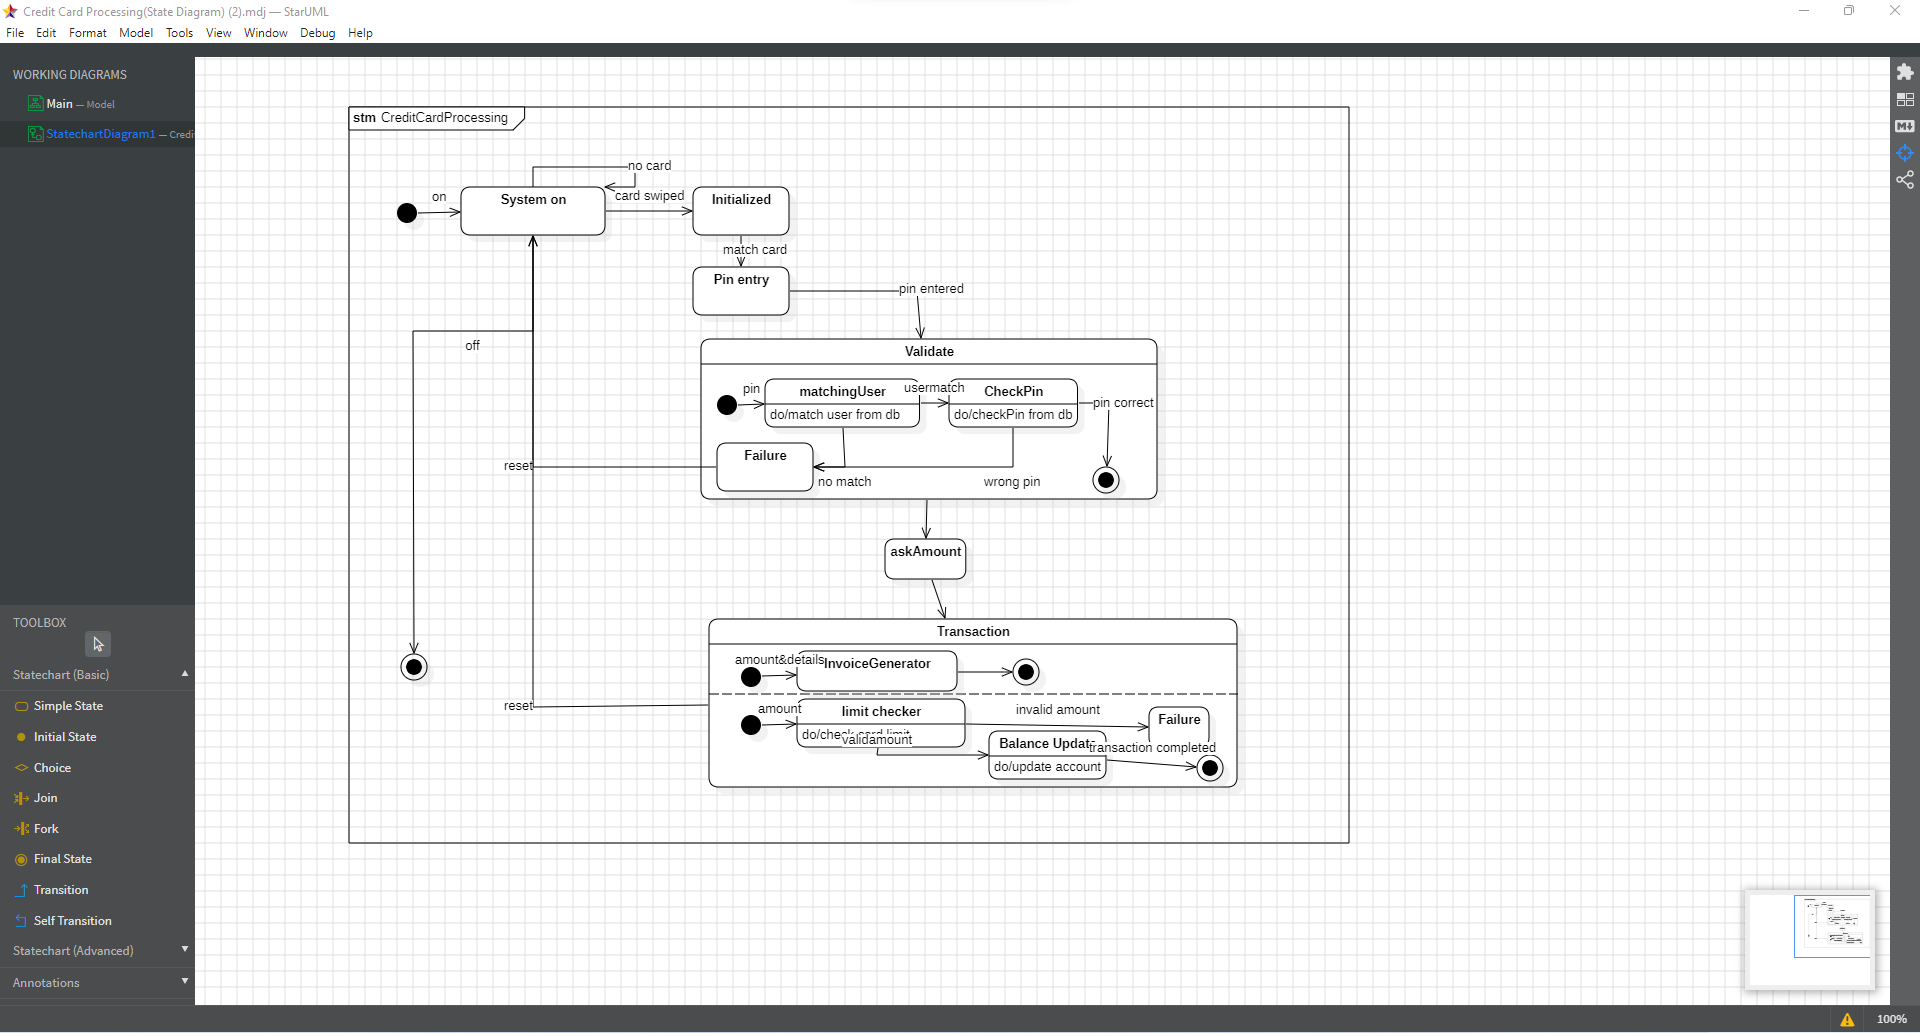 Credit Card Processing(State Diagram) (2).mdj — StarUML
File Edit Format Model Tools View Window Debug Help
WORKING DIAGRAMS
Main — Model
StatechartDiagram1 — Credi
stm CreditCardProcessing
no card
on
System on
card swiped
Initialized
match card
Pin entry
pin entered
off
Validate
pin
matchingUser
usermatch
CheckPin
do/match user from db
do/checkPin from db
pin correct
Failure
reset
no match
wrong pin
askAmount
Transaction
amount&details
InvoiceGenerator
reset
amount
limit checker
invalid amount
Failure
do/check card limit
validamount
Balance Update
transaction completed
do/update account
TOOLBOX
Statechart (Basic)
Simple State
Initial State
Choice
Join
Fork
Final State
Transition
Self Transition
Statechart (Advanced)
Annotations
M
100%